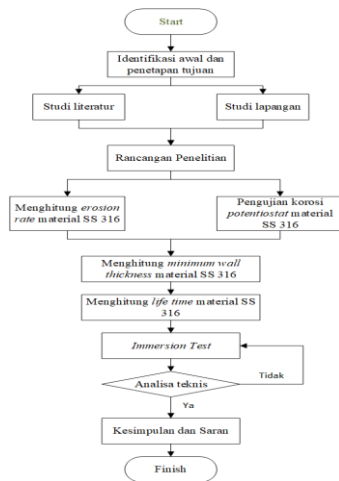 Start
Identifikasi awal dan
penetapan tujuan
Studi literatur
Studi lapangan
Rancangan Penelitian
Menghitung erosion
rate material SS 316
Pengujian korosi
potentiostat material
SS 316
Menghitung minimum wall
thickness material SS 316
Menghitung life time material SS
316
Immersion Test
Analisa teknis
Tidak
Ya
Kesimpulan dan Saran
Finish